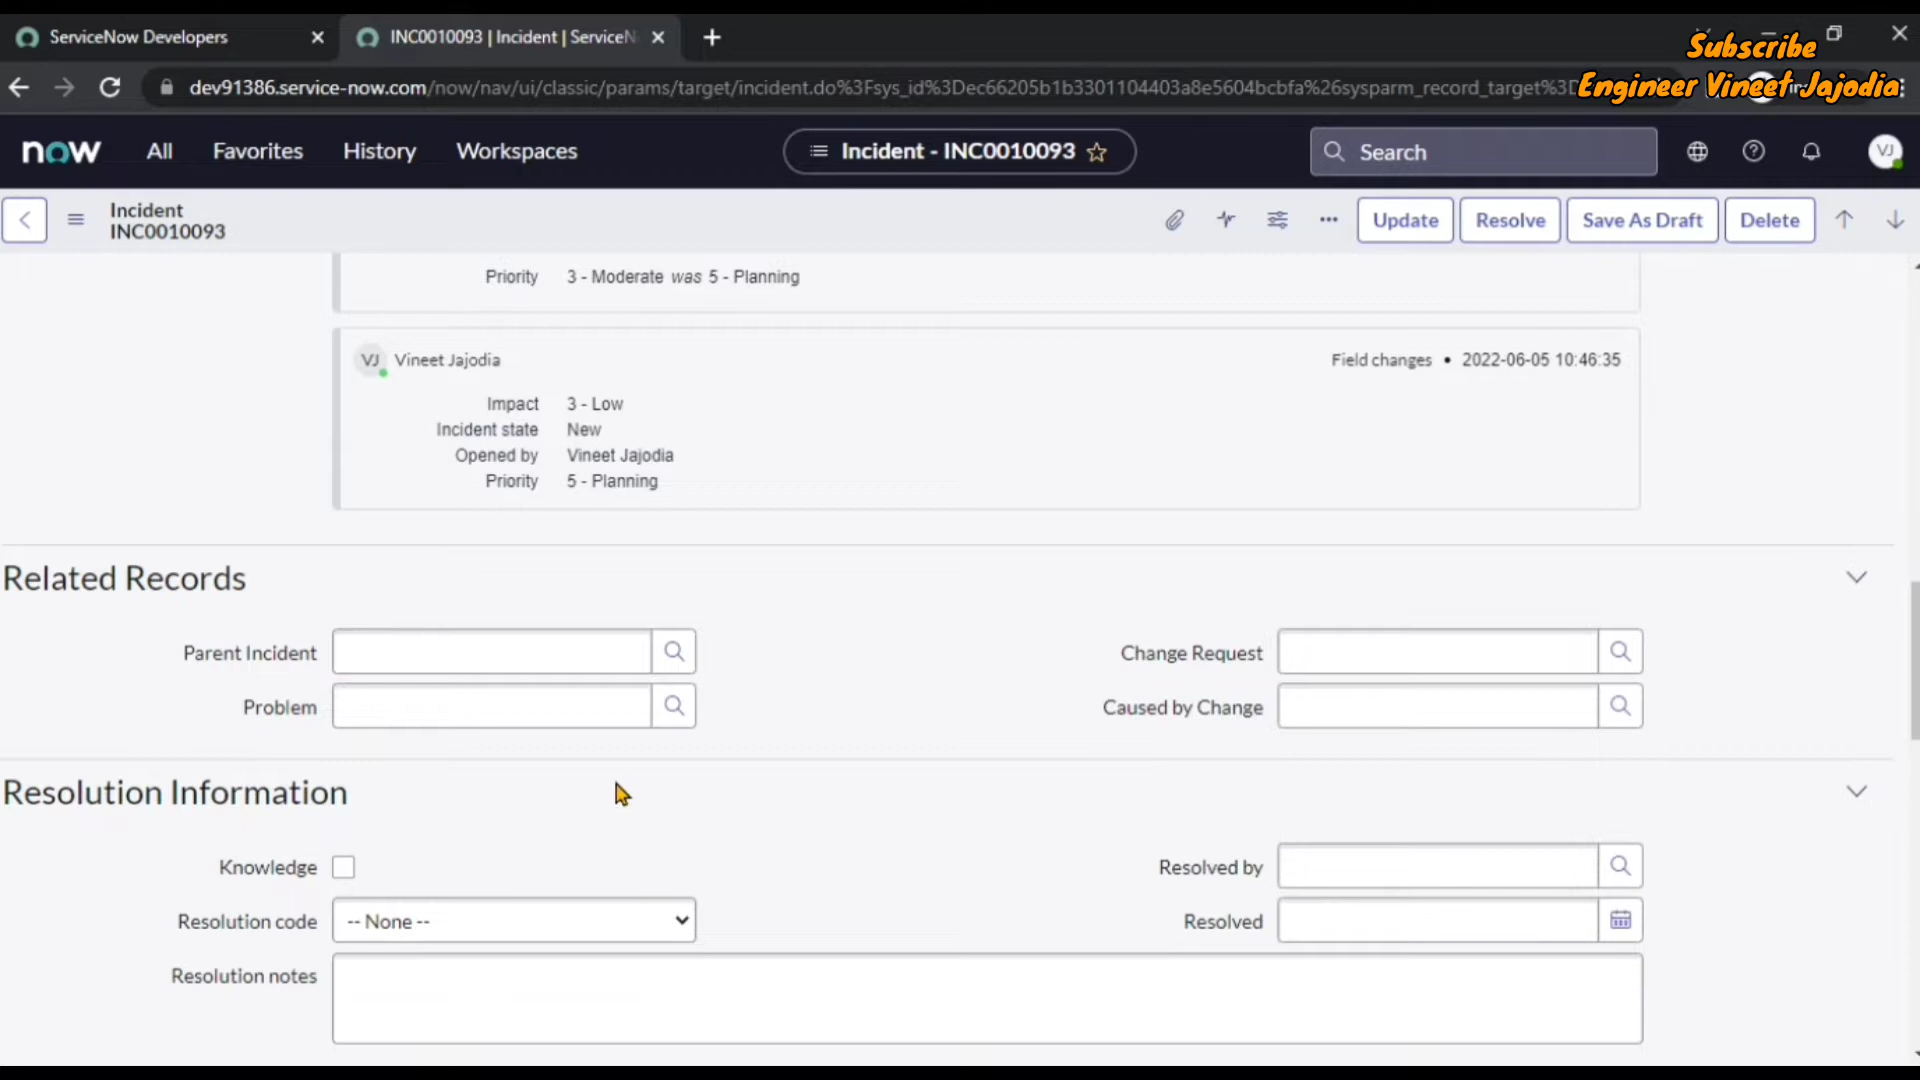 ServiceNow Developers
INC0010093 | Incident | ServiceN
Subscribe
Engineer Vineet Jajodia
dev91386.service-now.com/now/nav/ui/classic/params/target/incident.do%3Fsys_id%3Dec66205b1b3301104403a8e5604bcbfa%26sysparm_record_target%3D
now
All
Favorites
History
Workspaces
Incident - INC0010093
Search
VJ
Incident
INC0010093
Update
Resolve
Save As Draft
Delete
Priority 3 - Moderate was 5 - Planning
VJ Vineet Jajodia
Field changes • 2022-06-05 10:46:35
Impact 3 - Low
Incident state New
Opened by Vineet Jajodia
Priority 5 - Planning
Related Records
Parent Incident
Change Request
Problem
Caused by Change
Resolution Information
Knowledge
Resolved by
Resolution code -- None --
Resolved
Resolution notes